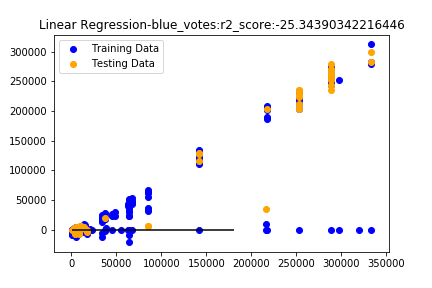 Linear Regression-blue_votes:r2_score:-25.34390342216446
Training Data
Testing Data
300000
250000
200000
150000
100000
50000
0
0 50000 100000 150000 200000 250000 300000 350000